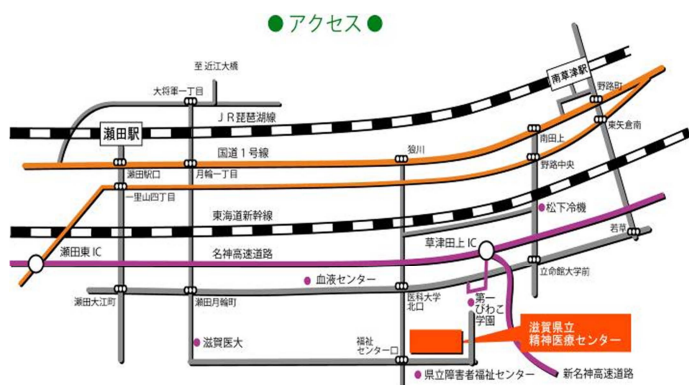 ● アクセス ●
至 近江大橋
大将軍一丁目
南草津駅
野路町
JR琵琶湖線
瀬田駅
東矢倉南
国道1号線
狼川
南田上
瀬田駅口
月輪一丁目
野路中央
一里山四丁目
東海道新幹線
松下冷機
若草
瀬田東IC
名神高速道路
草津田上IC
立命館大学前
血液センター
瀬田大江町
瀬田月輪町
医科大学
北口
第一
びわこ
学園
滋賀県立
精神医療センター
滋賀医大
福祉
センター口
県立障害者福祉センター
新名神高速道路